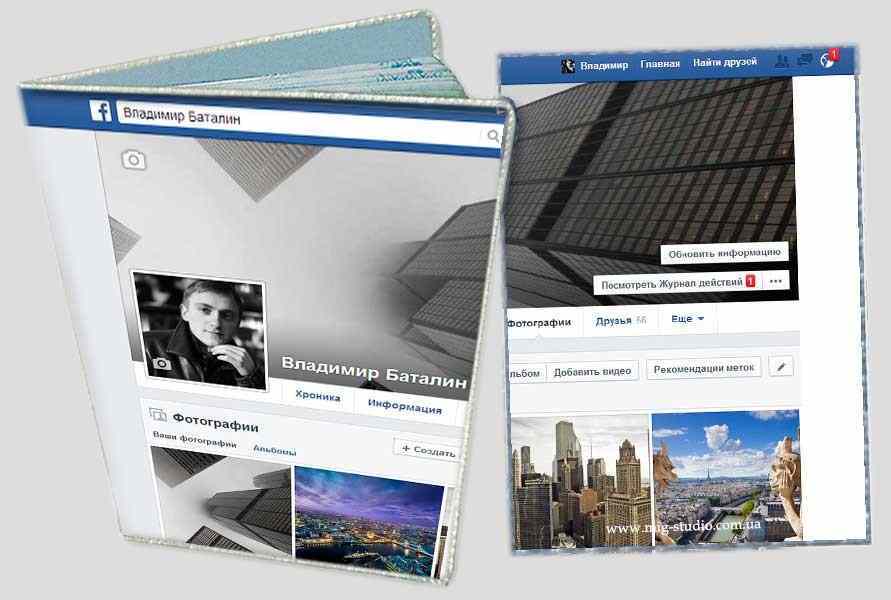 f
Владимир Баталин
Владимир Баталин
Хроника
Информация
Фотографии
Ваши фотографии
Альбомы
+ Создать
Владимир
Главная
Найти друзей
1
Обновить информацию
Посмотреть Журнал действий 1
Фотографии
Друзья 56
Еще
льбом
Добавить видео
Рекомендации меток
www.mig-studio.com.ua